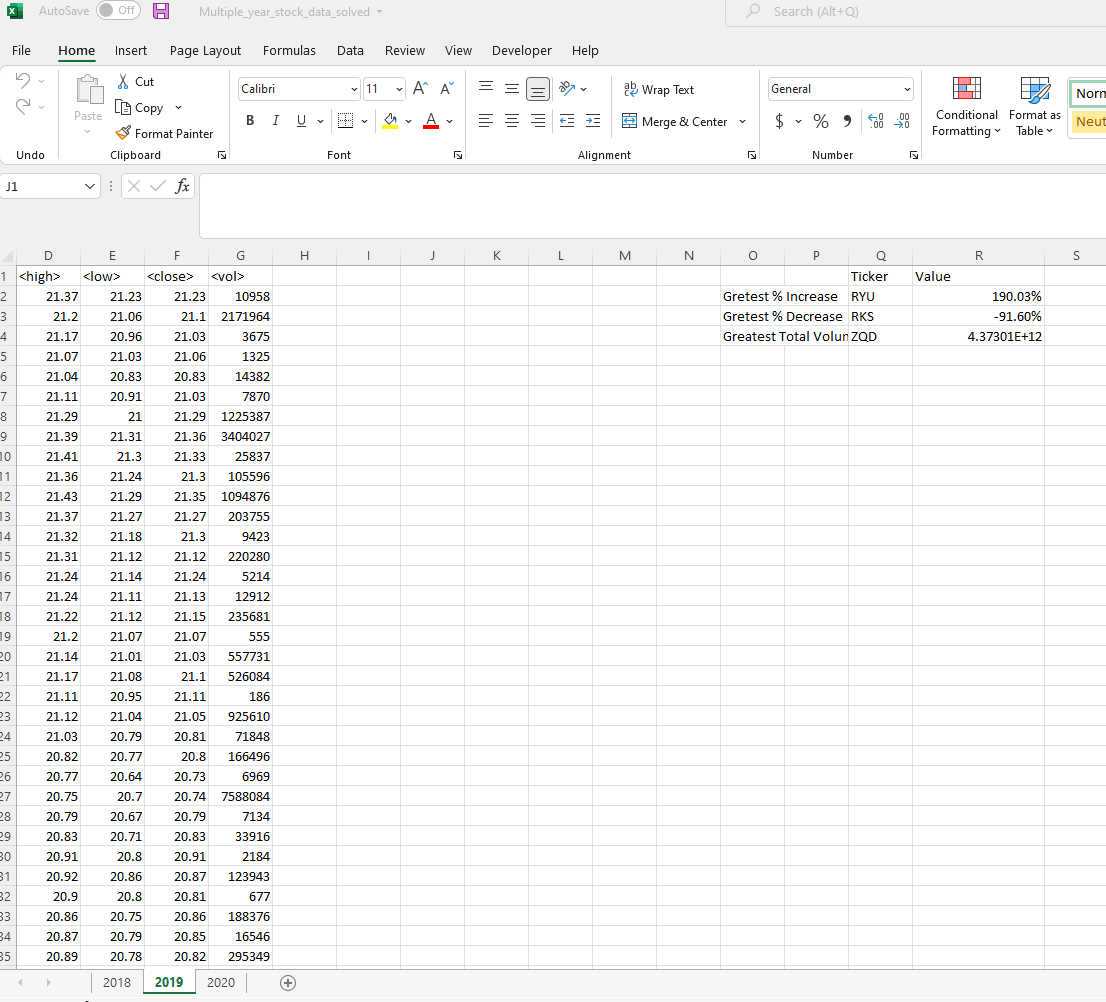 AutoSave Off Multiple_year_stock_data_solved Search (Alt+Q)
File Home Insert Page Layout Formulas Data Review View Developer Help
Cut
Copy
Format Painter
Paste
Calibri 11
B I U
Wrap Text
Merge & Center
General
$ % 
Conditional Formatting
Format as Table
Norm
Neut
Undo Clipboard Font Alignment Number
J1 fx
D E F G H I J K L M N O P Q R S
1 <high> <low> <close> <vol> Ticker Value
2 21.37 21.23 21.23 10958 Gretest % Increase RYU 190.03%
3 21.2 21.06 21.1 2171964 Gretest % Decrease RKS -91.60%
4 21.17 20.96 21.03 3675 Greatest Total Volun ZQD 4.37301E+12
5 21.07 21.03 21.06 1325
6 21.04 20.83 20.83 14382
7 21.11 20.91 21.03 7870
8 21.29 21 21.29 1225387
9 21.39 21.31 21.36 3404027
10 21.41 21.3 21.33 25837
11 21.36 21.24 21.3 105596
12 21.43 21.29 21.35 1094876
13 21.37 21.27 21.27 203755
14 21.32 21.18 21.3 9423
15 21.31 21.12 21.12 220280
16 21.24 21.14 21.24 5214
17 21.24 21.11 21.13 12912
18 21.22 21.12 21.15 235681
19 21.2 21.07 21.07 555
20 21.14 21.01 21.03 557731
21 21.17 21.08 21.1 526084
22 21.11 20.95 21.11 186
23 21.12 21.04 21.05 925610
24 21.03 20.79 20.81 71848
25 20.82 20.77 20.8 166496
26 20.77 20.64 20.73 6969
27 20.75 20.7 20.74 7588084
28 20.79 20.67 20.79 7134
29 20.83 20.71 20.83 33916
30 20.91 20.8 20.91 2184
31 20.92 20.86 20.87 123943
32 20.9 20.8 20.81 677
33 20.86 20.75 20.86 188376
34 20.87 20.79 20.85 16546
35 20.89 20.78 20.82 295349
2018 2019 2020